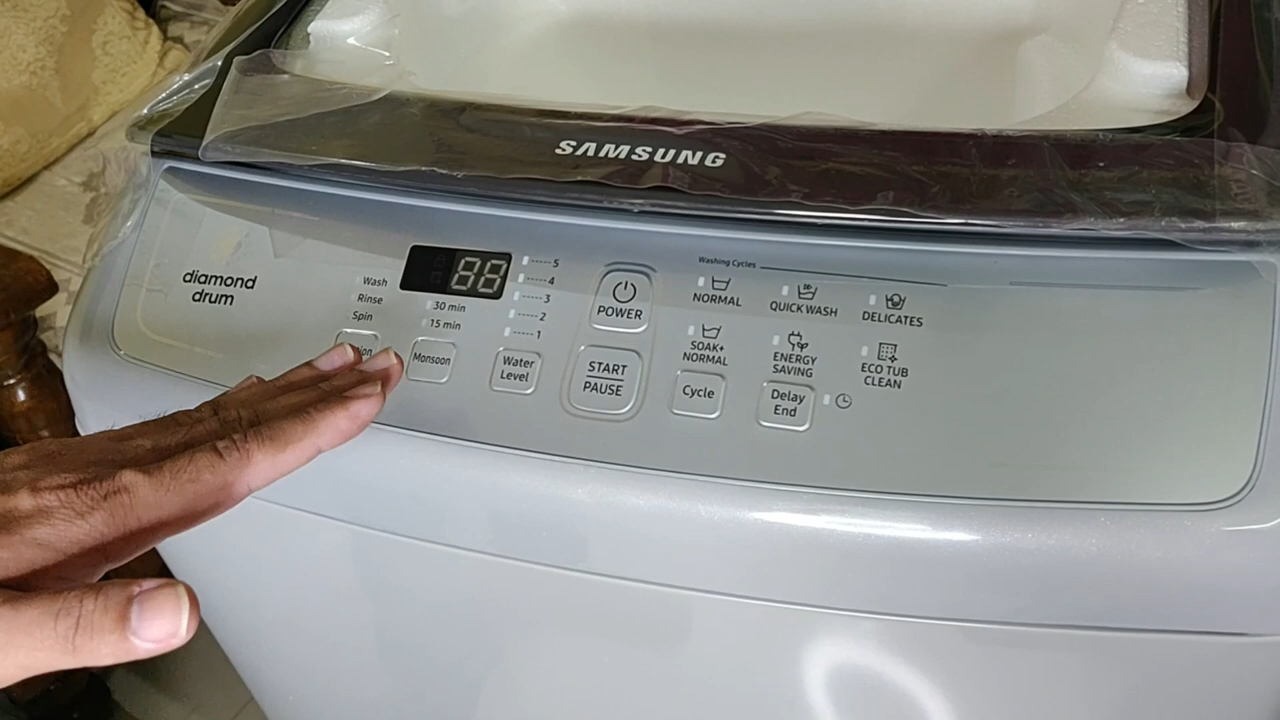 SAMSUNG
diamond
drum
Wash
Rinse
Spin
88
30 min
15 min
5
4
3
2
1
Monsoon
Water
Level
POWER
START
PAUSE
Washing Cycles
NORMAL
QUICK WASH
DELICATES
SOAK+
NORMAL
ENERGY
SAVING
ECO TUB
CLEAN
Cycle
Delay
End